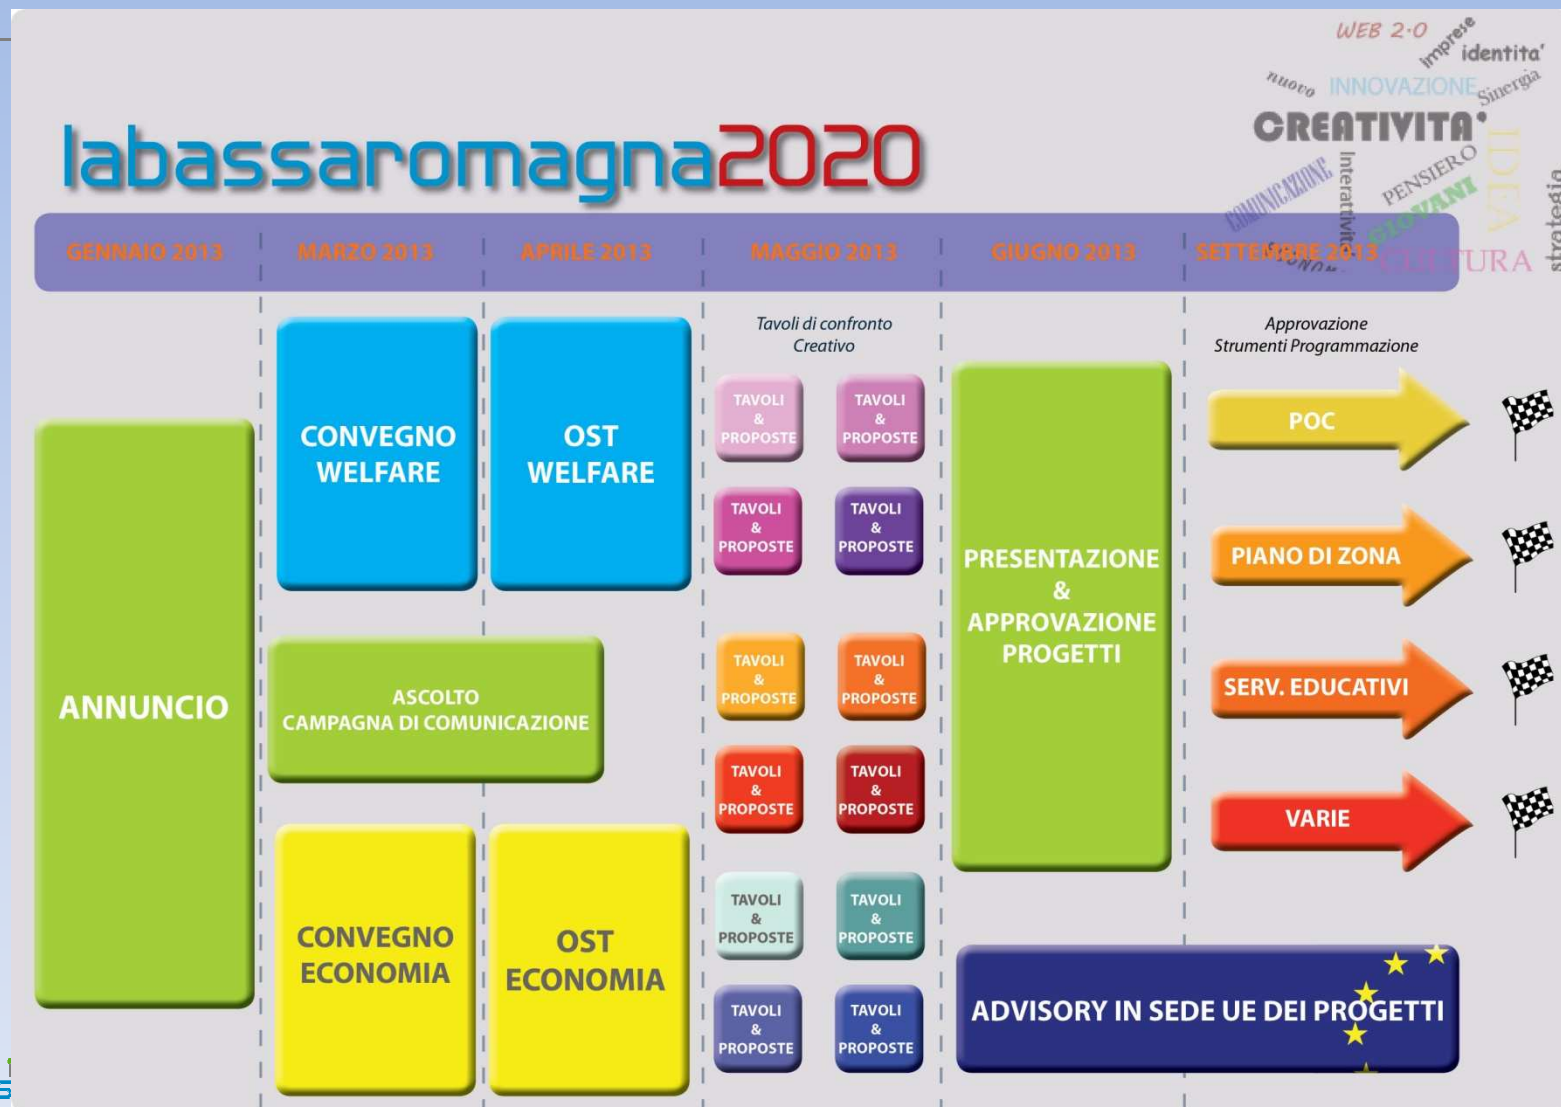 WEB 2.0
imprese
identita'
nuovo
INNOVAZIONE
Sinergia
CREATIVITA'
IDEA
COMUNICAZIONE
Interattivita'
PENSIERO
GIOVANI
CULTURA
strategia
labassaromagna2020
GENNAIO 2013
MARZO 2013
APRILE 2013
MAGGIO 2013
GIUGNO 2013
SETTEMBRE 2013
ANNUNCIO
CONVEGNO
WELFARE
OST
WELFARE
ASCOLTO
CAMPAGNA DI COMUNICAZIONE
CONVEGNO
ECONOMIA
OST
ECONOMIA
Tavoli di confronto
Creativo
TAVOLI
&
PROPOSTE
TAVOLI
&
PROPOSTE
TAVOLI
&
PROPOSTE
TAVOLI
&
PROPOSTE
TAVOLI
&
PROPOSTE
TAVOLI
&
PROPOSTE
TAVOLI
&
PROPOSTE
TAVOLI
&
PROPOSTE
TAVOLI
&
PROPOSTE
TAVOLI
&
PROPOSTE
TAVOLI
&
PROPOSTE
TAVOLI
&
PROPOSTE
PRESENTAZIONE
&
APPROVAZIONE
PROGETTI
Approvazione
Strumenti Programmazione
POC
PIANO DI ZONA
SERV. EDUCATIVI
VARIE
ADVISORY IN SEDE UE DEI PROGETTI